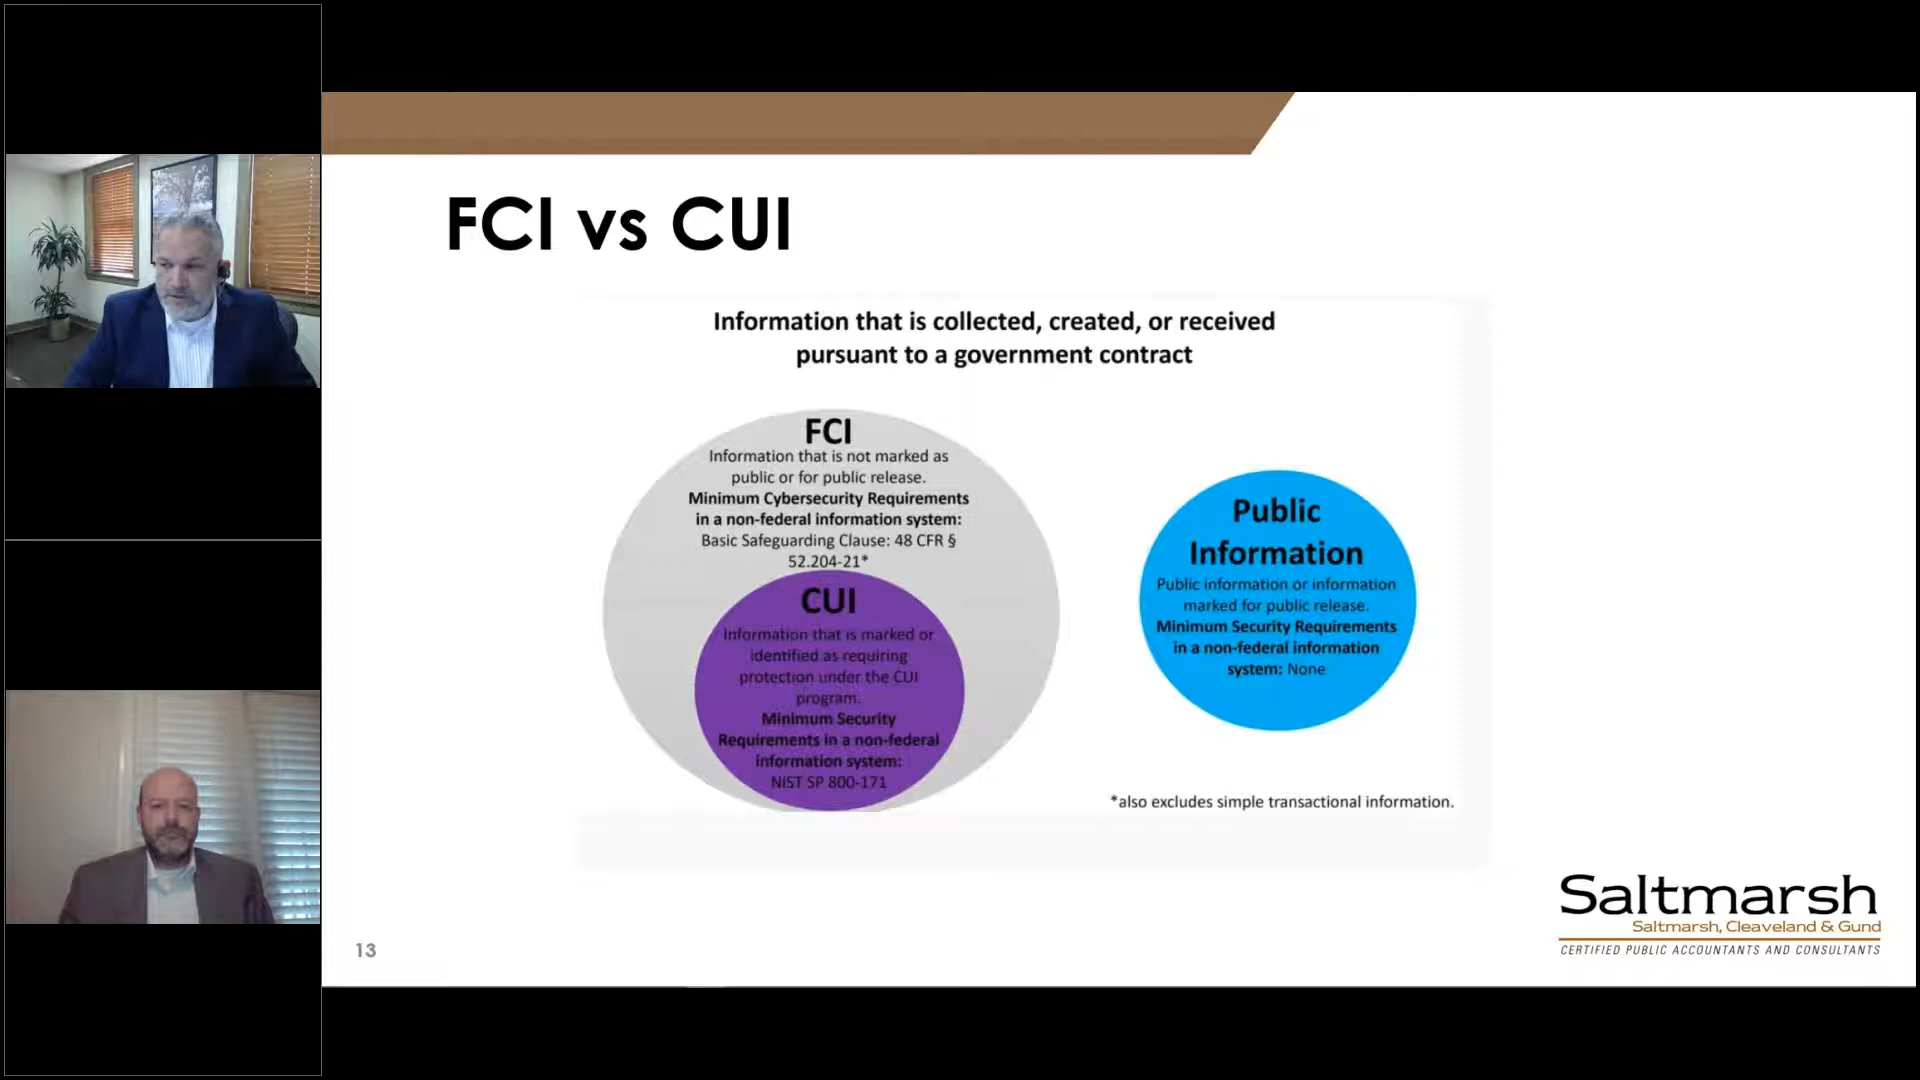 FCI vs CUI
Information that is collected, created, or received
pursuant to a government contract
FCI
Information that is not marked as
public or for public release.
Minimum Cybersecurity Requirements
in a non-federal information system:
Basic Safeguarding Clause: 48 CFR §
52.204-21*
CUI
Information that is marked or
identified as requiring
protection under the CUI
program.
Minimum Security
Requirements in a non-federal
information system:
NIST SP 800-171
Public
Information
Public information or information
marked for public release.
Minimum Security Requirements
in a non-federal information
system: None
*also excludes simple transactional information.
13
Saltmarsh
Saltmarsh, Cleaveland & Gund
CERTIFIED PUBLIC ACCOUNTANTS AND CONSULTANTS